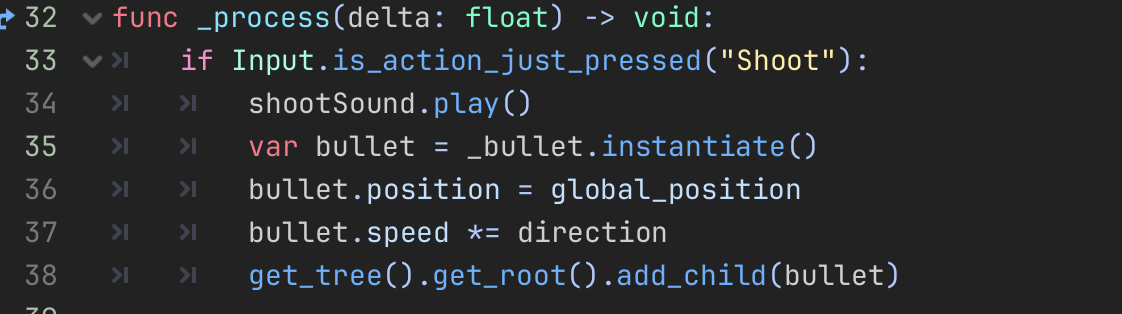 32 func _process(delta: float) -> void:
33 if Input.is_action_just_pressed("Shoot"):
34 shootSound.play()
35 var bullet = _bullet.instantiate()
36 bullet.position = global_position
37 bullet.speed *= direction
38 get_tree().get_root().add_child(bullet)